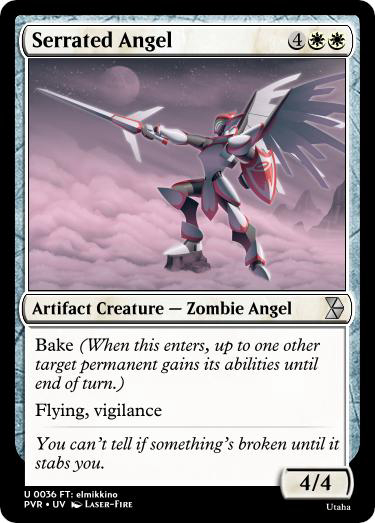 Serrated Angel 4
Artifact Creature — Zombie Angel
Bake (When this enters, up to one other
target permanent gains its abilities until
end of turn.)
Flying, vigilance
You can't tell if something's broken until it
stabs you.
4/4
U 0036 FT: elmikkino
PVR • UV LASER-FIRE
Utaha